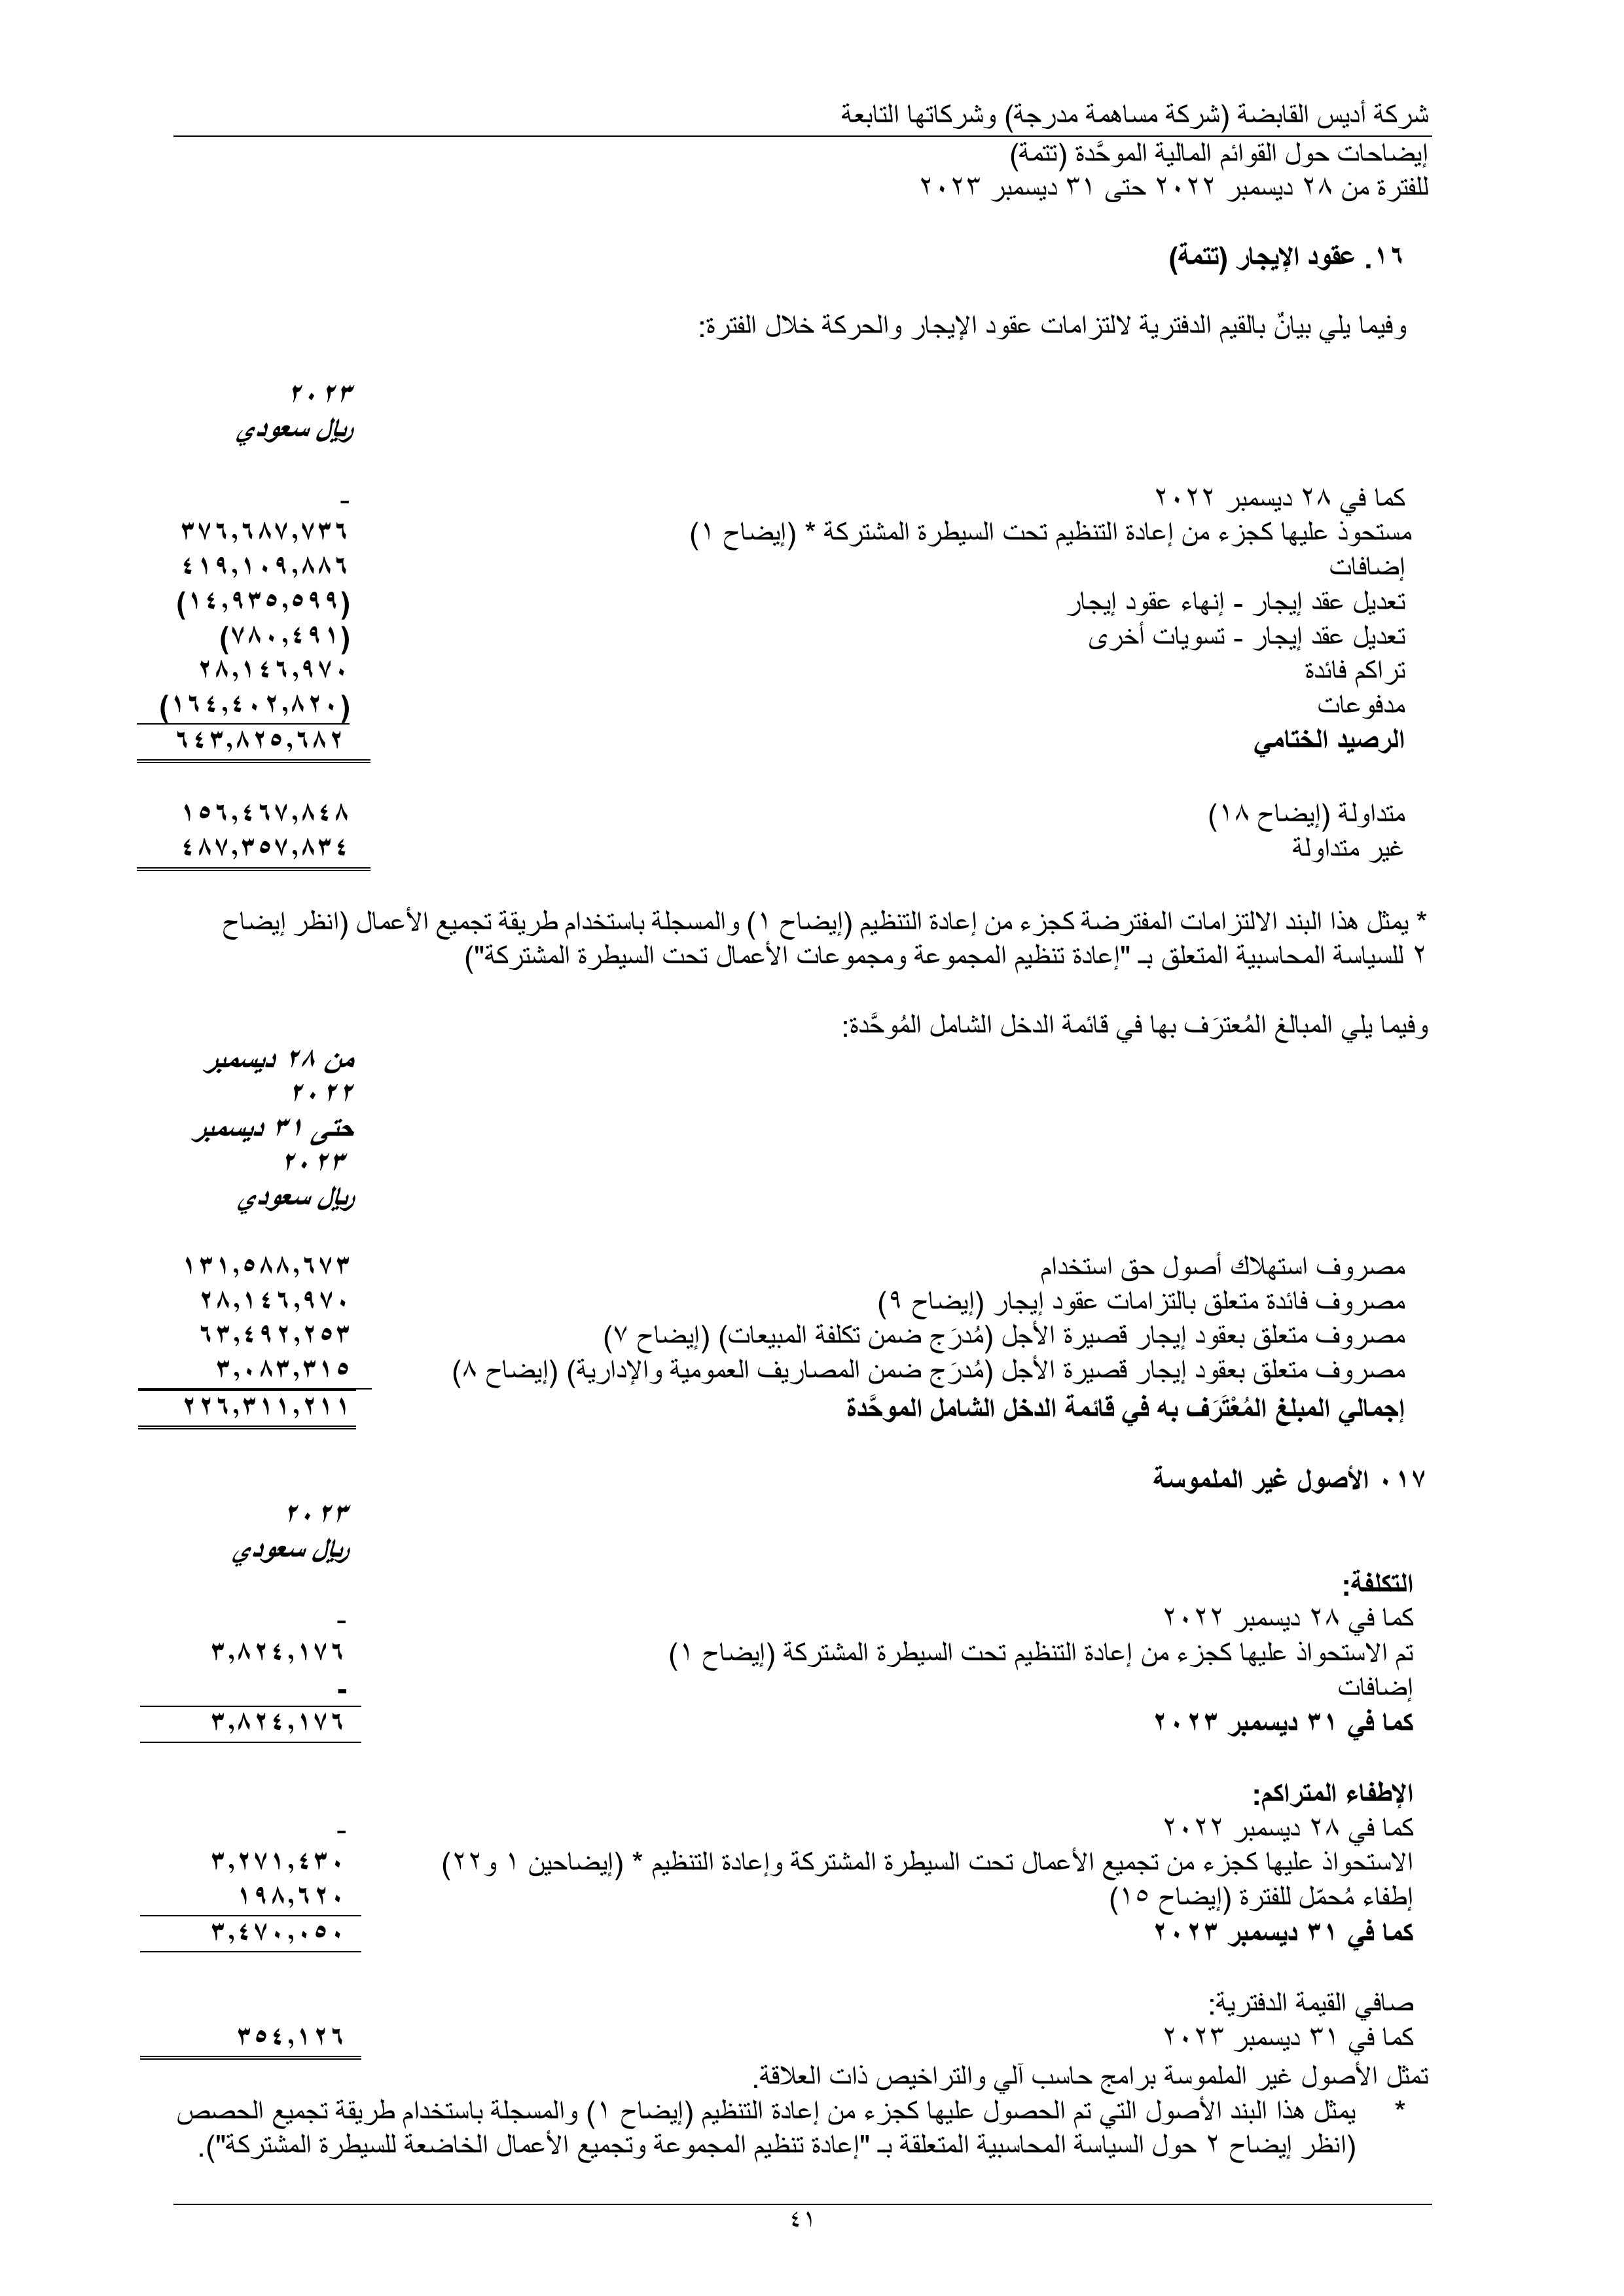 شركة أديس القابضة (شركة مساهمة مدرجة) وشركاتها التابعة
إيضاحات حول القوائم المالية الموحَّدة (تتمة)
للفترة من ٢٨ ديسمبر ٢٠٢٢ حتى ٣١ ديسمبر ٢٠٢٣
١٦. عقود الإيجار (تتمة)
وفيما يلي بيانٌ بالقيم الدفترية لالتزامات عقود الإيجار والحركة خلال الفترة:
٢٠٢٣
ريال سعودي
كما في ٢٨ ديسمبر ٢٠٢٢ -
مستحوذ عليها كجزء من إعادة التنظيم تحت السيطرة المشتركة * (إيضاح ١) ٣٧٦,٦٨٧,٧٣٦
إضافات ٤١٩,١٠٩,٨٨٦
تعديل عقد إيجار - إنهاء عقود إيجار (١٤,٩٣٥,٥٩٩)
تعديل عقد إيجار - تسويات أخرى (٧٨٠,٤٩١)
تراكم فائدة ٢٨,١٤٦,٩٧٠
مدفوعات (١٦٤,٤٠٢,٨٢٠)
الرصيد الختامي ٦٤٣,٨٢٥,٦٨٢
متداولة (إيضاح ١٨) ١٥٦,٤٦٧,٨٤٨
غير متداولة ٤٨٧,٣٥٧,٨٣٤
* يمثل هذا البند الالتزامات المفترضة كجزء من إعادة التنظيم (إيضاح ١) والمسجلة باستخدام طريقة تجميع الأعمال (انظر إيضاح
٢ للسياسة المحاسبية المتعلق بـ "إعادة تنظيم المجموعة ومجموعات الأعمال تحت السيطرة المشتركة")
وفيما يلي المبالغ المُعترَف بها في قائمة الدخل الشامل المُوحَّدة:
من ٢٨ ديسمبر
٢٠٢٢
حتى ٣١ ديسمبر
٢٠٢٣
ريال سعودي
مصروف استهلاك أصول حق استخدام ١٣١,٥٨٨,٦٧٣
مصروف فائدة متعلق بالتزامات عقود إيجار (إيضاح ٩) ٢٨,١٤٦,٩٧٠
مصروف متعلق بعقود إيجار قصيرة الأجل (مُدرَج ضمن تكلفة المبيعات) (إيضاح ٧) ٦٣,٤٩٢,٢٥٣
مصروف متعلق بعقود إيجار قصيرة الأجل (مُدرَج ضمن المصاريف العمومية والإدارية) (إيضاح ٨) ٣,٠٨٣,٣١٥
إجمالي المبلغ المُعْتَرَف به في قائمة الدخل الشامل الموحَّدة ٢٢٦,٣١١,٢١١
٠١٧ الأصول غير الملموسة
٢٠٢٣
ريال سعودي
التكلفة:
كما في ٢٨ ديسمبر ٢٠٢٢ -
تم الاستحواذ عليها كجزء من إعادة التنظيم تحت السيطرة المشتركة (إيضاح ١) ٣,٨٢٤,١٧٦
إضافات -
كما في ٣١ ديسمبر ٢٠٢٣ ٣,٨٢٤,١٧٦
الإطفاء المتراكم:
كما في ٢٨ ديسمبر ٢٠٢٢ -
الاستحواذ عليها كجزء من تجميع الأعمال تحت السيطرة المشتركة وإعادة التنظيم * (إيضاحين ١ و٢٢) ٣,٢٧١,٤٣٠
إطفاء مُحمّل للفترة (إيضاح ١٥) ١٩٨,٦٢٠
كما في ٣١ ديسمبر ٢٠٢٣ ٣,٤٧٠,٠٥٠
صافي القيمة الدفترية:
كما في ٣١ ديسمبر ٢٠٢٣ ٣٥٤,١٢٦
تمثل الأصول غير الملموسة برامج حاسب آلي والتراخيص ذات العلاقة.
* يمثل هذا البند الأصول التي تم الحصول عليها كجزء من إعادة التنظيم (إيضاح ١) والمسجلة باستخدام طريقة تجميع الحصص
(انظر إيضاح ٢ حول السياسة المحاسبية المتعلقة بـ "إعادة تنظيم المجموعة وتجميع الأعمال الخاضعة للسيطرة المشتركة").
٤١